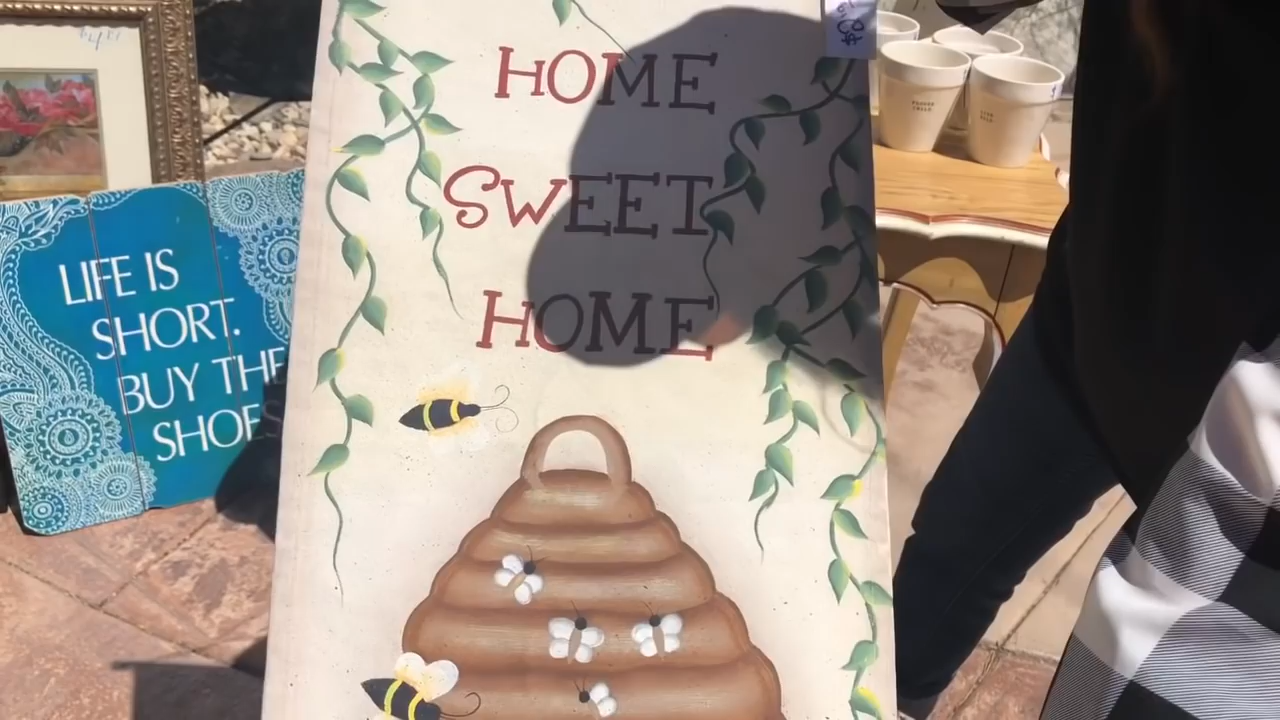 HOME
SWEET
HOME
LIFE IS
SHORT.
BUY THE
SHOES